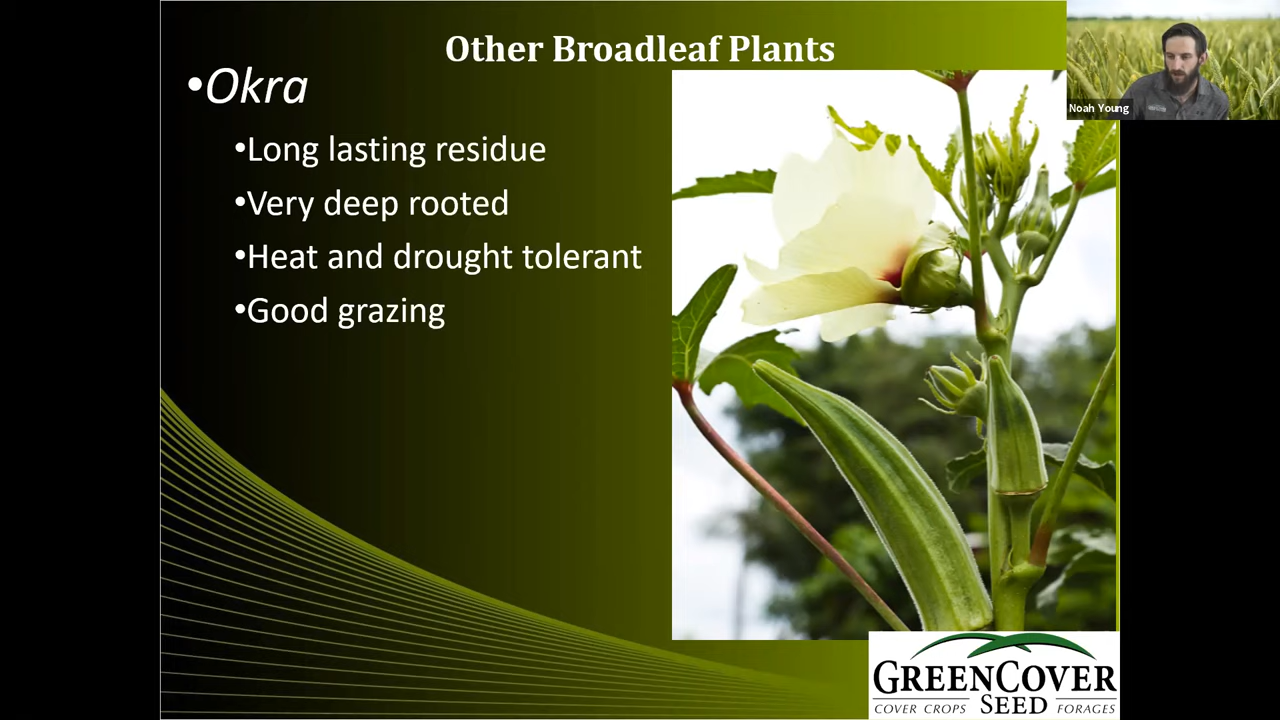 Other Broadleaf Plants
•Okra
•Long lasting residue
•Very deep rooted
•Heat and drought tolerant
•Good grazing
Noah Young
GREENCOVER
COVER CROPS SEED FORAGES